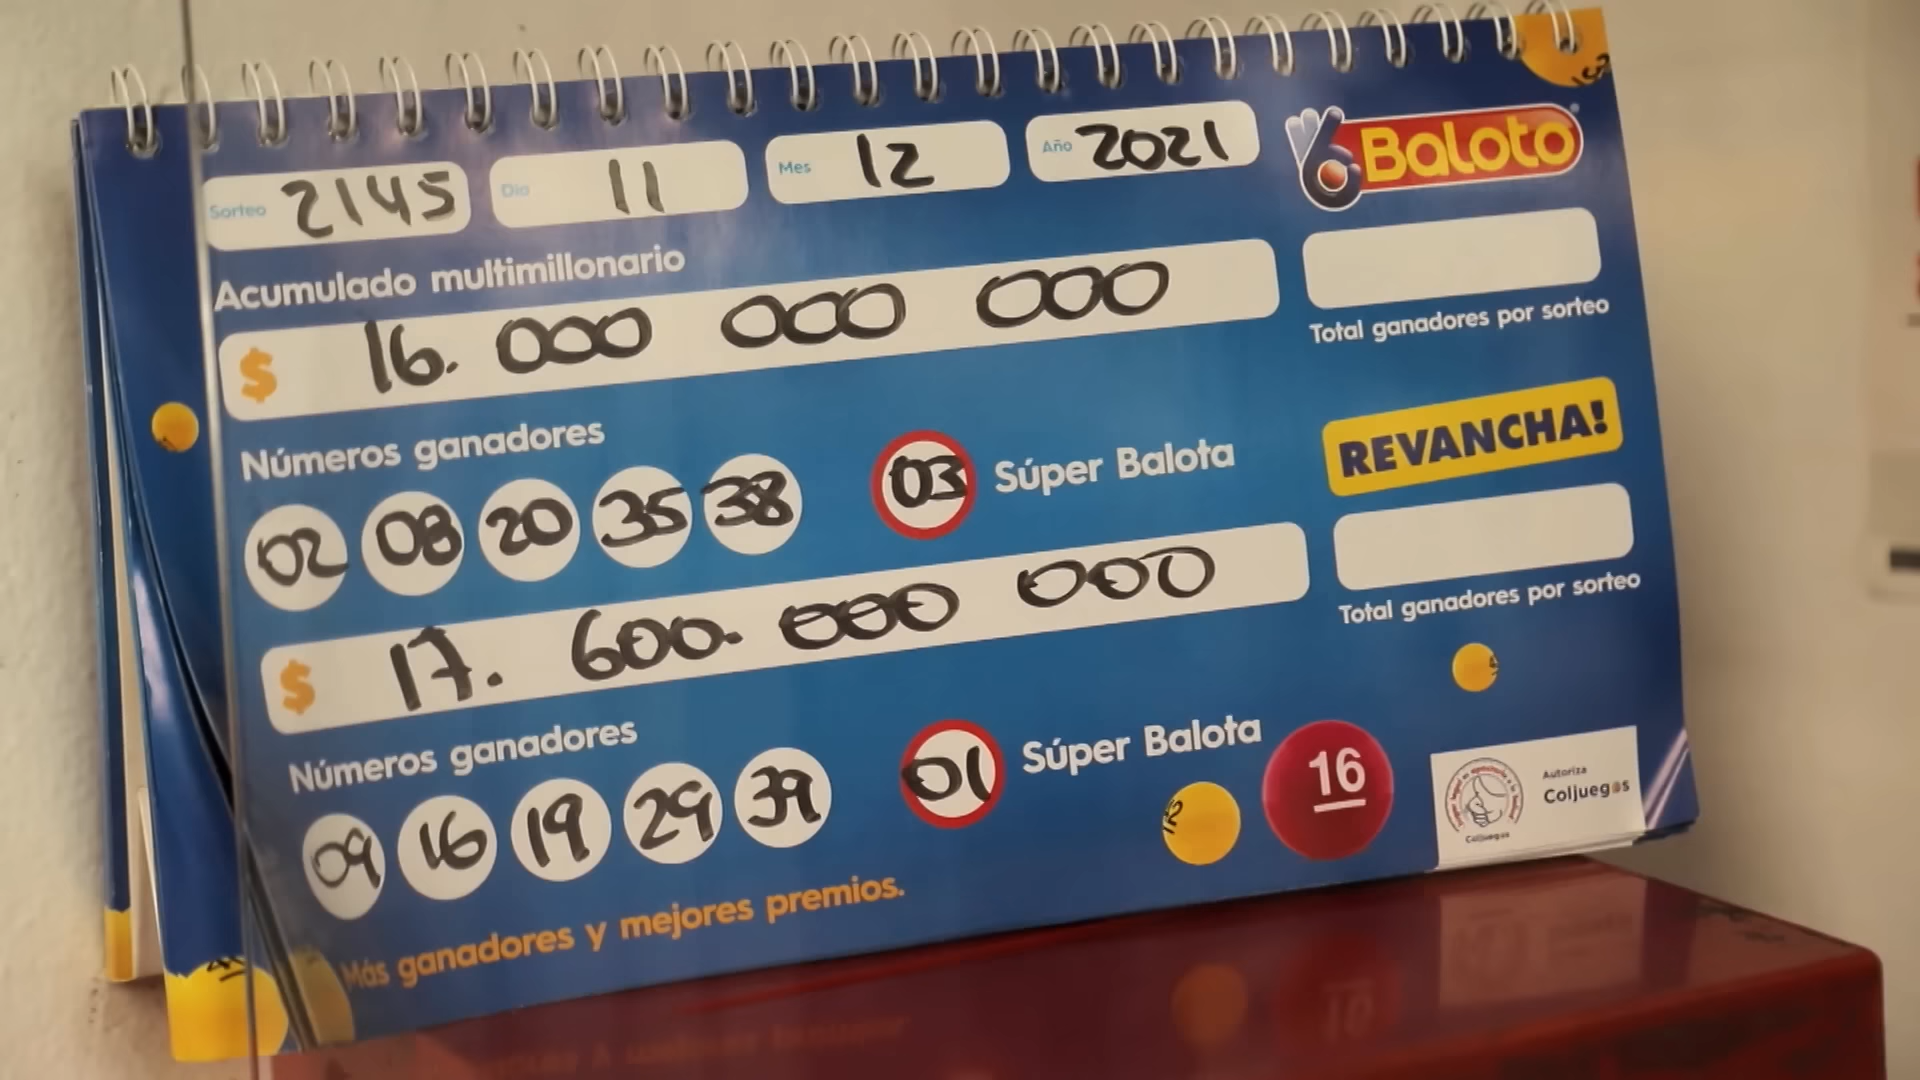 Sorteo 2145 Dia 11 Mes 12 Año 2021
6 Baloto
Acumulado multimillonario
$ 16. 000 000 000
Total ganadores por sorteo
Números ganadores
02 08 20 35 38 03 Súper Balota
REVANCHA!
$ 17. 600. 000 000
Total ganadores por sorteo
Números ganadores
09 16 19 29 39 01 Súper Balota
16
Autoriza
Coljuegos
Coljuegos
Más ganadores y mejores premios.